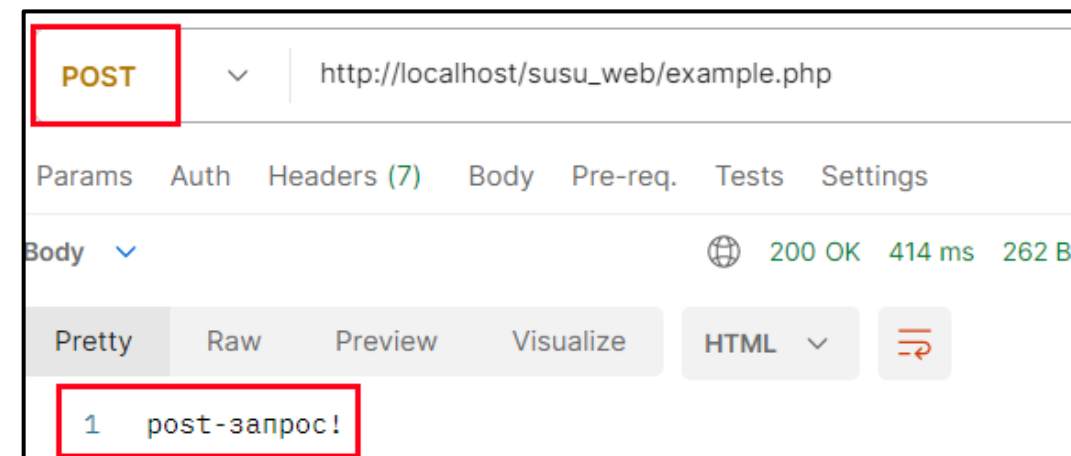 POST http://localhost/susu_web/example.php
Params Auth Headers (7) Body Pre-req. Tests Settings
Body 200 OK 414 ms 262 B
Pretty Raw Preview Visualize HTML
1 post-запрос!